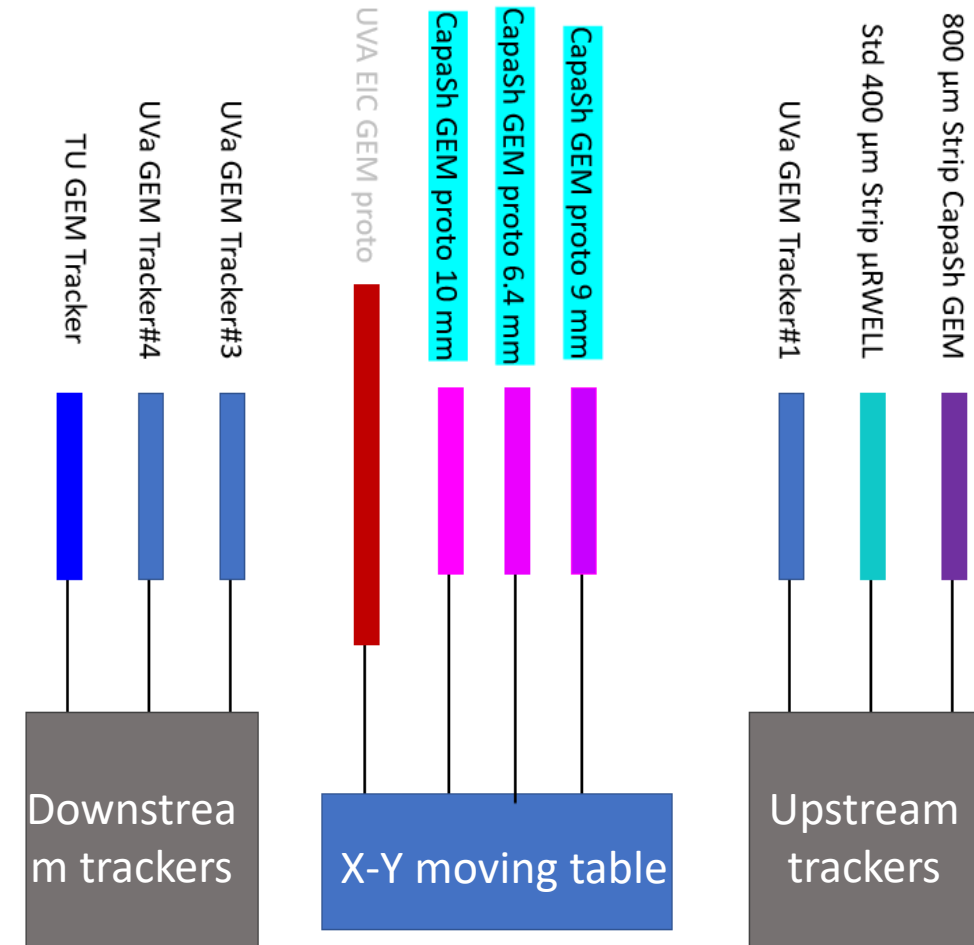 TU GEM Tracker
UVa GEM Tracker#4
UVa GEM Tracker#3
UVA EIC GEM proto
CapaSh GEM proto 10 mm
CapaSh GEM proto 6.4 mm
CapaSh GEM proto 9 mm
UVa GEM Tracker#1
Std 400 µm Strip µRWELL
800 µm Strip CapaSh GEM
Downstrea
m trackers
X-Y moving table
Upstream
trackers